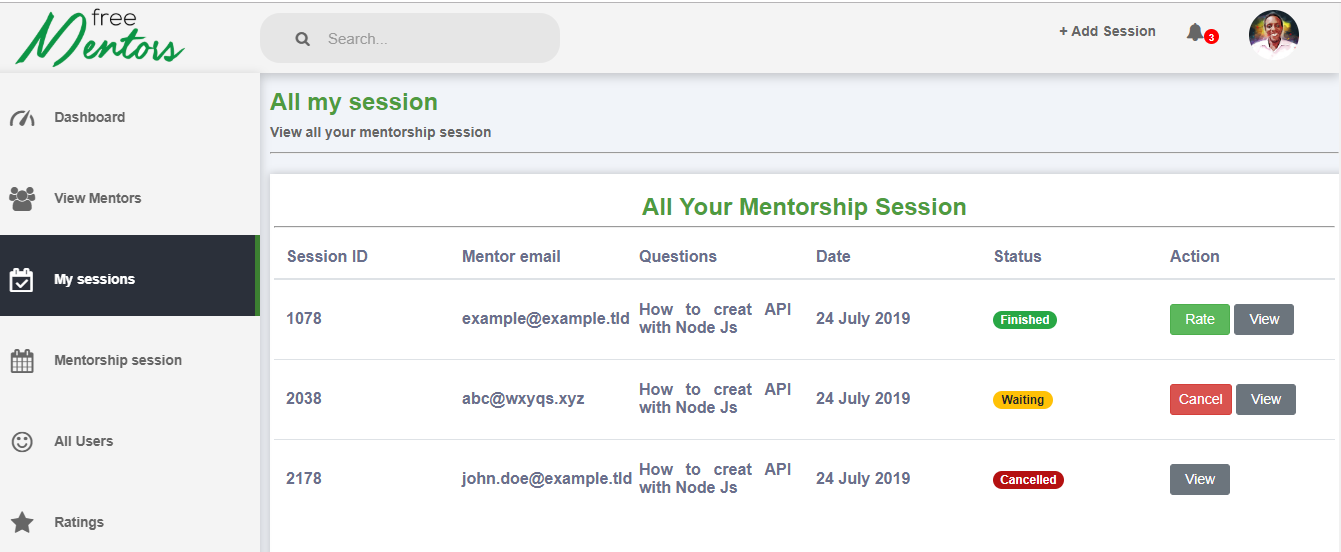 free
Mentors
Search...
+ Add Session
3
Dashboard
View Mentors
My sessions
Mentorship session
All Users
Ratings
All my session
View all your mentorship session
All Your Mentorship Session
Session ID Mentor email Questions Date Status Action
1078 example@example.tld How to creat API
with Node Js 24 July 2019 Finished Rate View
2038 abc@wxyqs.xyz How to creat API
with Node Js 24 July 2019 Waiting Cancel View
2178 john.doe@example.tld How to creat API
with Node Js 24 July 2019 Cancelled View